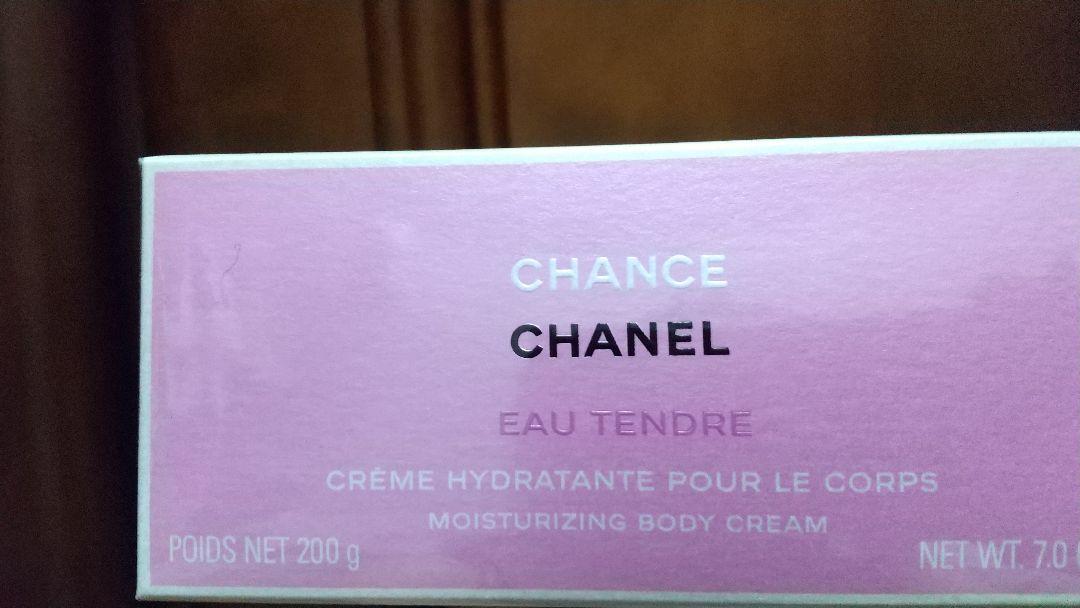 CHANCE
CHANEL
EAU TENDRE
CRÈME HYDRATANTE POUR LE CORPS
MOISTURIZING BODY CREAM
POIDS NET 200 g
NET WT. 7.0